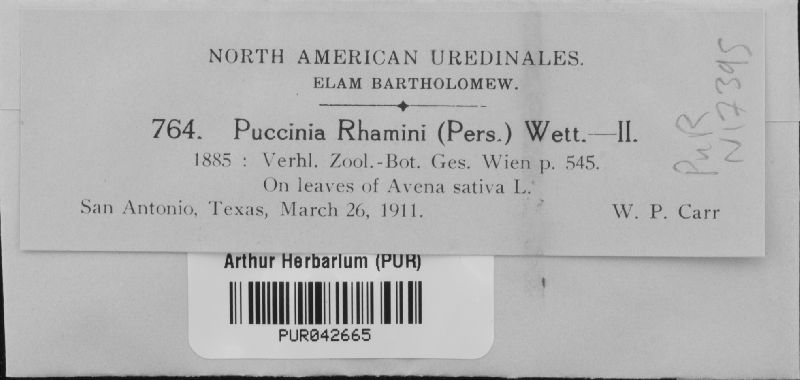 NORTH AMERICAN UREDINALES.
ELAM BARTHOLOMEW.
764. Puccinia Rhamini (Pers.) Wett.—II.
1885 : Verhl. Zool.-Bot. Ges. Wien p. 545.
On leaves of Avena sativa L.
San Antonio, Texas, March 26, 1911. W. P. Carr
PuR
N17395
Arthur Herbarium (PUR)
PUR042665